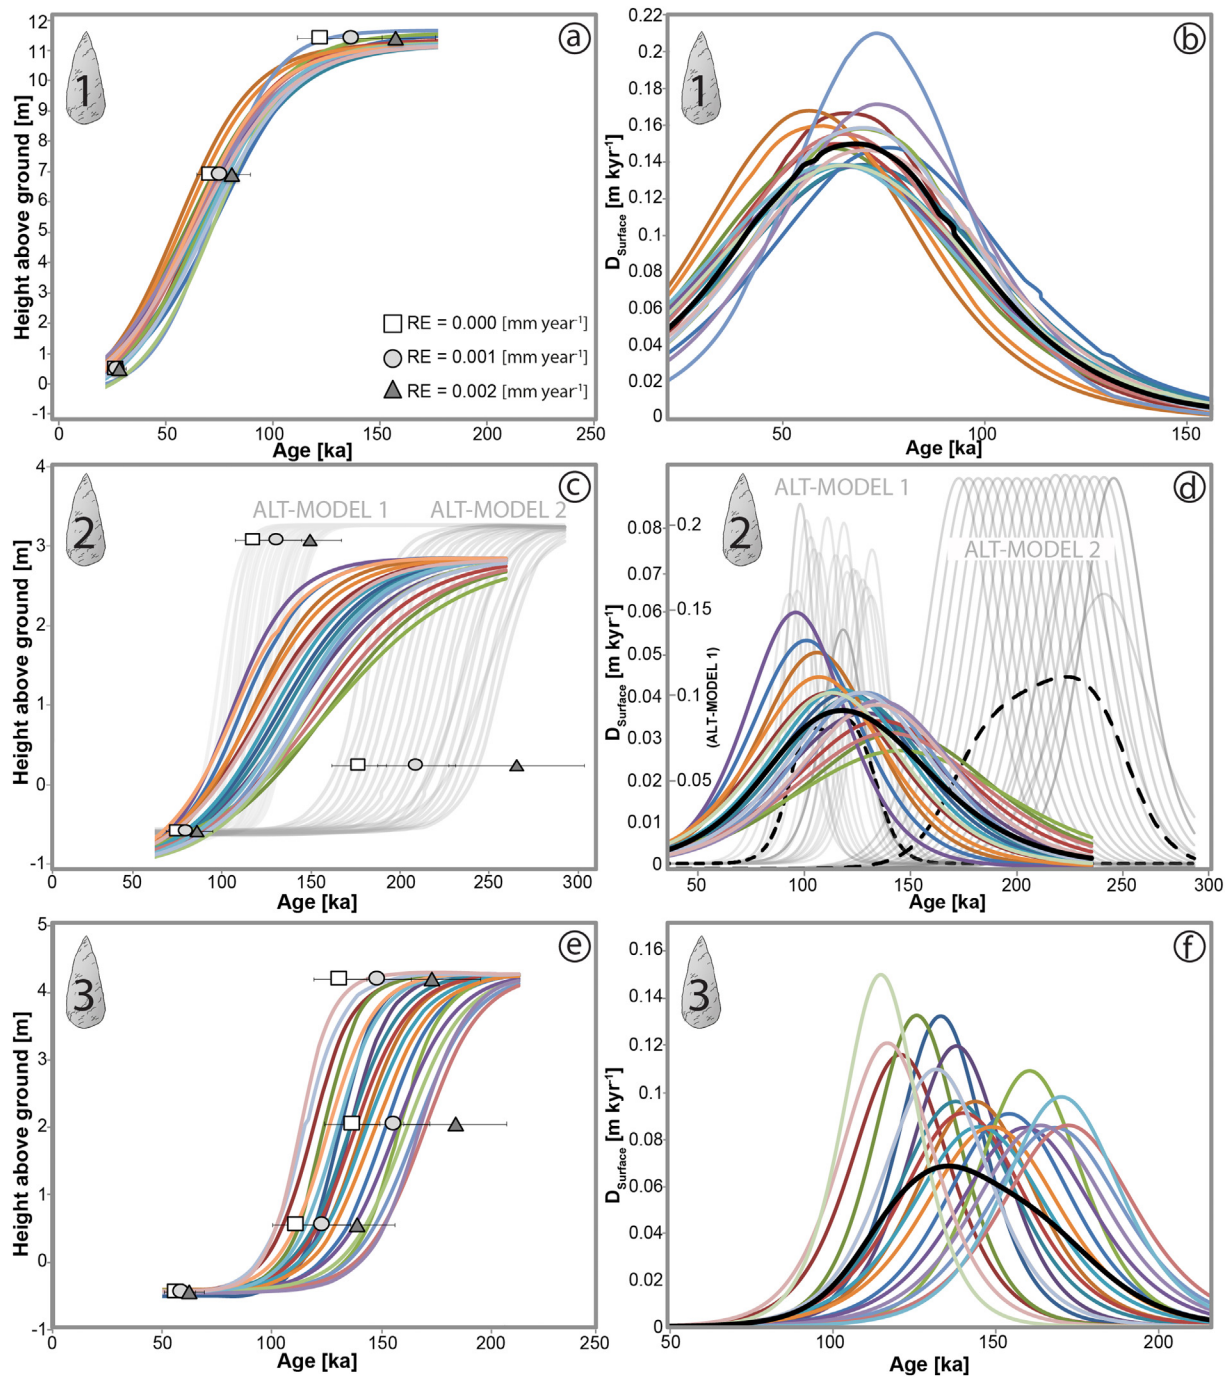 12
11
10
9
8
7
6
5
4
3
2
1
0
-1
Height above ground [m]
1
a
RE = 0.000 [mm year-1]
RE = 0.001 [mm year-1]
RE = 0.002 [mm year-1]
0 50 100 150 200 250
Age [ka]
0.22
0.2
0.18
0.16
0.14
0.12
0.1
0.08
0.06
0.04
0.02
0
DSurface [m kyr-1]
1
b
50 100 150
Age [ka]
4
3
2
1
0
-1
Height above ground [m]
2
c
ALT-MODEL 1
ALT-MODEL 2
0 50 100 150 200 250 300
Age [ka]
0.08
0.07
0.06
0.05
0.04
0.03
0.02
0.01
0
DSurface [m kyr-1]
0.2
0.15
0.1
0.05
(ALT-MODEL 1)
2
d
ALT-MODEL 1
ALT-MODEL 2
50 100 150 200 250 300
Age [ka]
5
4
3
2
1
0
-1
Height above ground [m]
3
e
0 50 100 150 200 250
Age [ka]
0.16
0.14
0.12
0.1
0.08
0.06
0.04
0.02
0
DSurface [m kyr-1]
3
f
50 100 150 200
Age [ka]